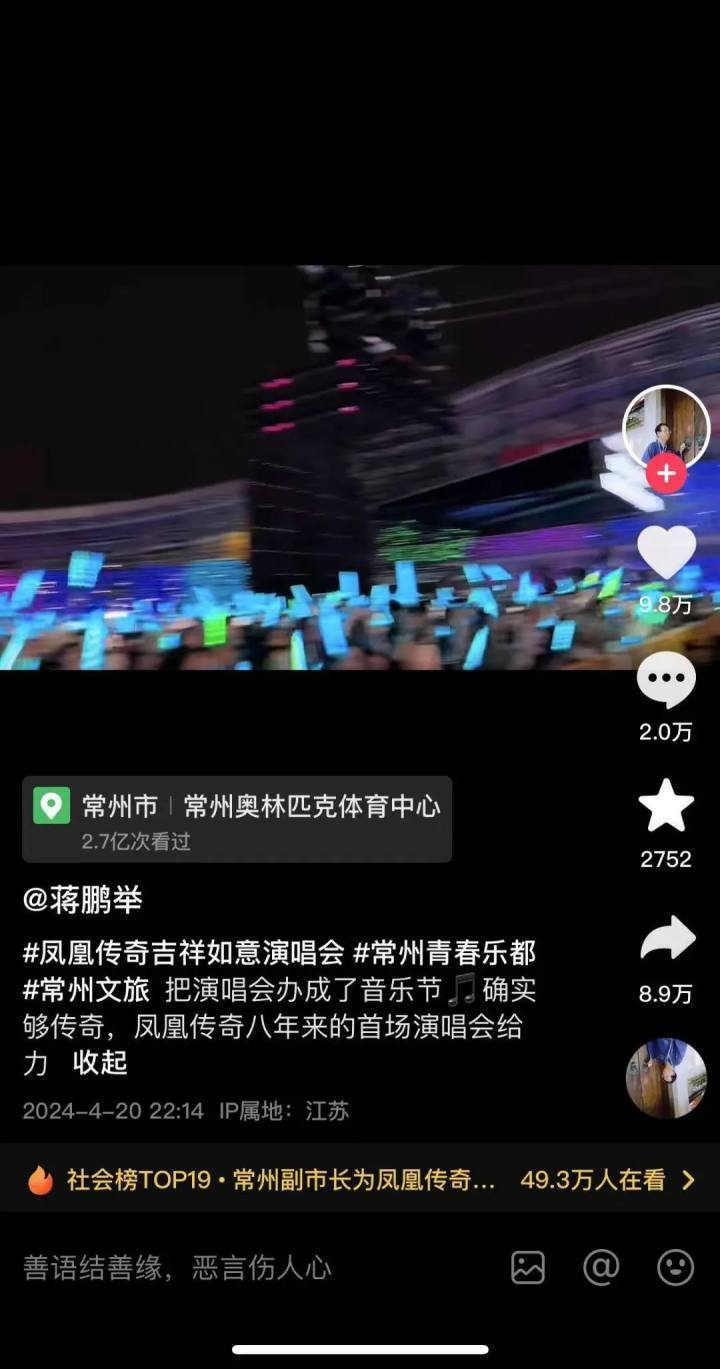 9.8万
2.0万
常州市 | 常州奥林匹克体育中心
2.7亿次看过
2752
@蒋鹏举
#凤凰传奇吉祥如意演唱会 #常州青春乐都
#常州文旅 把演唱会办成了音乐节🎵确实
够传奇，凤凰传奇八年来的首场演唱会给
力 收起
8.9万
2024-4-20 22:14 IP属地：江苏
社会榜TOP19 • 常州副市长为凤凰传奇... 49.3万人在看
善语结善缘，恶言伤人心